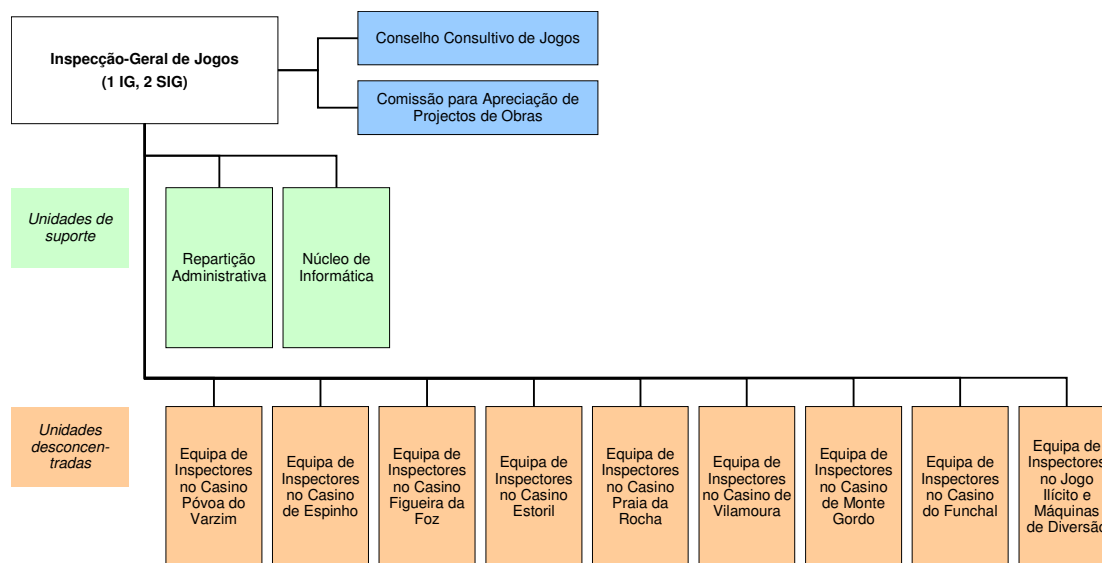 Inspecção-Geral de Jogos
(1 IG, 2 SIG)
Conselho Consultivo de Jogos
Comissão para Apreciação de
Projectos de Obras
Unidades de
suporte
Repartição
Administrativa
Núcleo de
Informática
Unidades
desconcen-
tradas
Equipa de
Inspectores
no Casino
Póvoa do
Varzim
Equipa de
Inspectores
no Casino
de Espinho
Equipa de
Inspectores
no Casino
Figueira da
Foz
Equipa de
Inspectores
no Casino
Estoril
Equipa de
Inspectores
no Casino
Praia da
Rocha
Equipa de
Inspectores
no Casino de
Vilamoura
Equipa de
Inspectores
no Casino
de Monte
Gordo
Equipa de
Inspectores
no Casino
do Funchal
Equipa de
Inspectores
no Jogo
Ilícito e
Máquinas
de Diversão